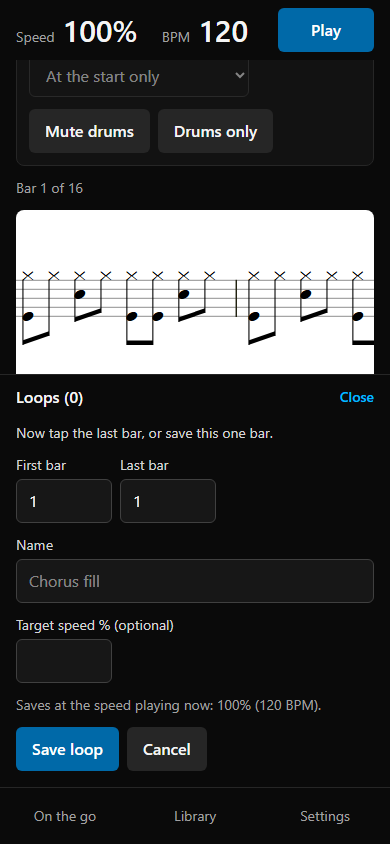 Speed 100% BPM 120 Play
At the start only
Mute drums Drums only
Bar 1 of 16
Loops (0) Close
Now tap the last bar, or save this one bar.
First bar Last bar
1 1
Name
Chorus fill
Target speed % (optional)
Saves at the speed playing now: 100% (120 BPM).
Save loop Cancel
On the go Library Settings